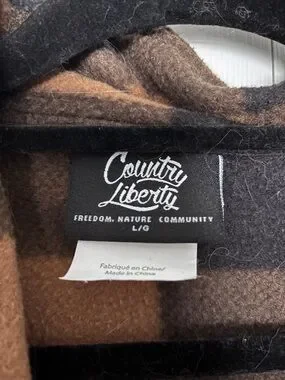 Country
Liberty
FREEDOM. NATURE COMMUNITY
L/G
Fabriqué en Chine/
Made in China